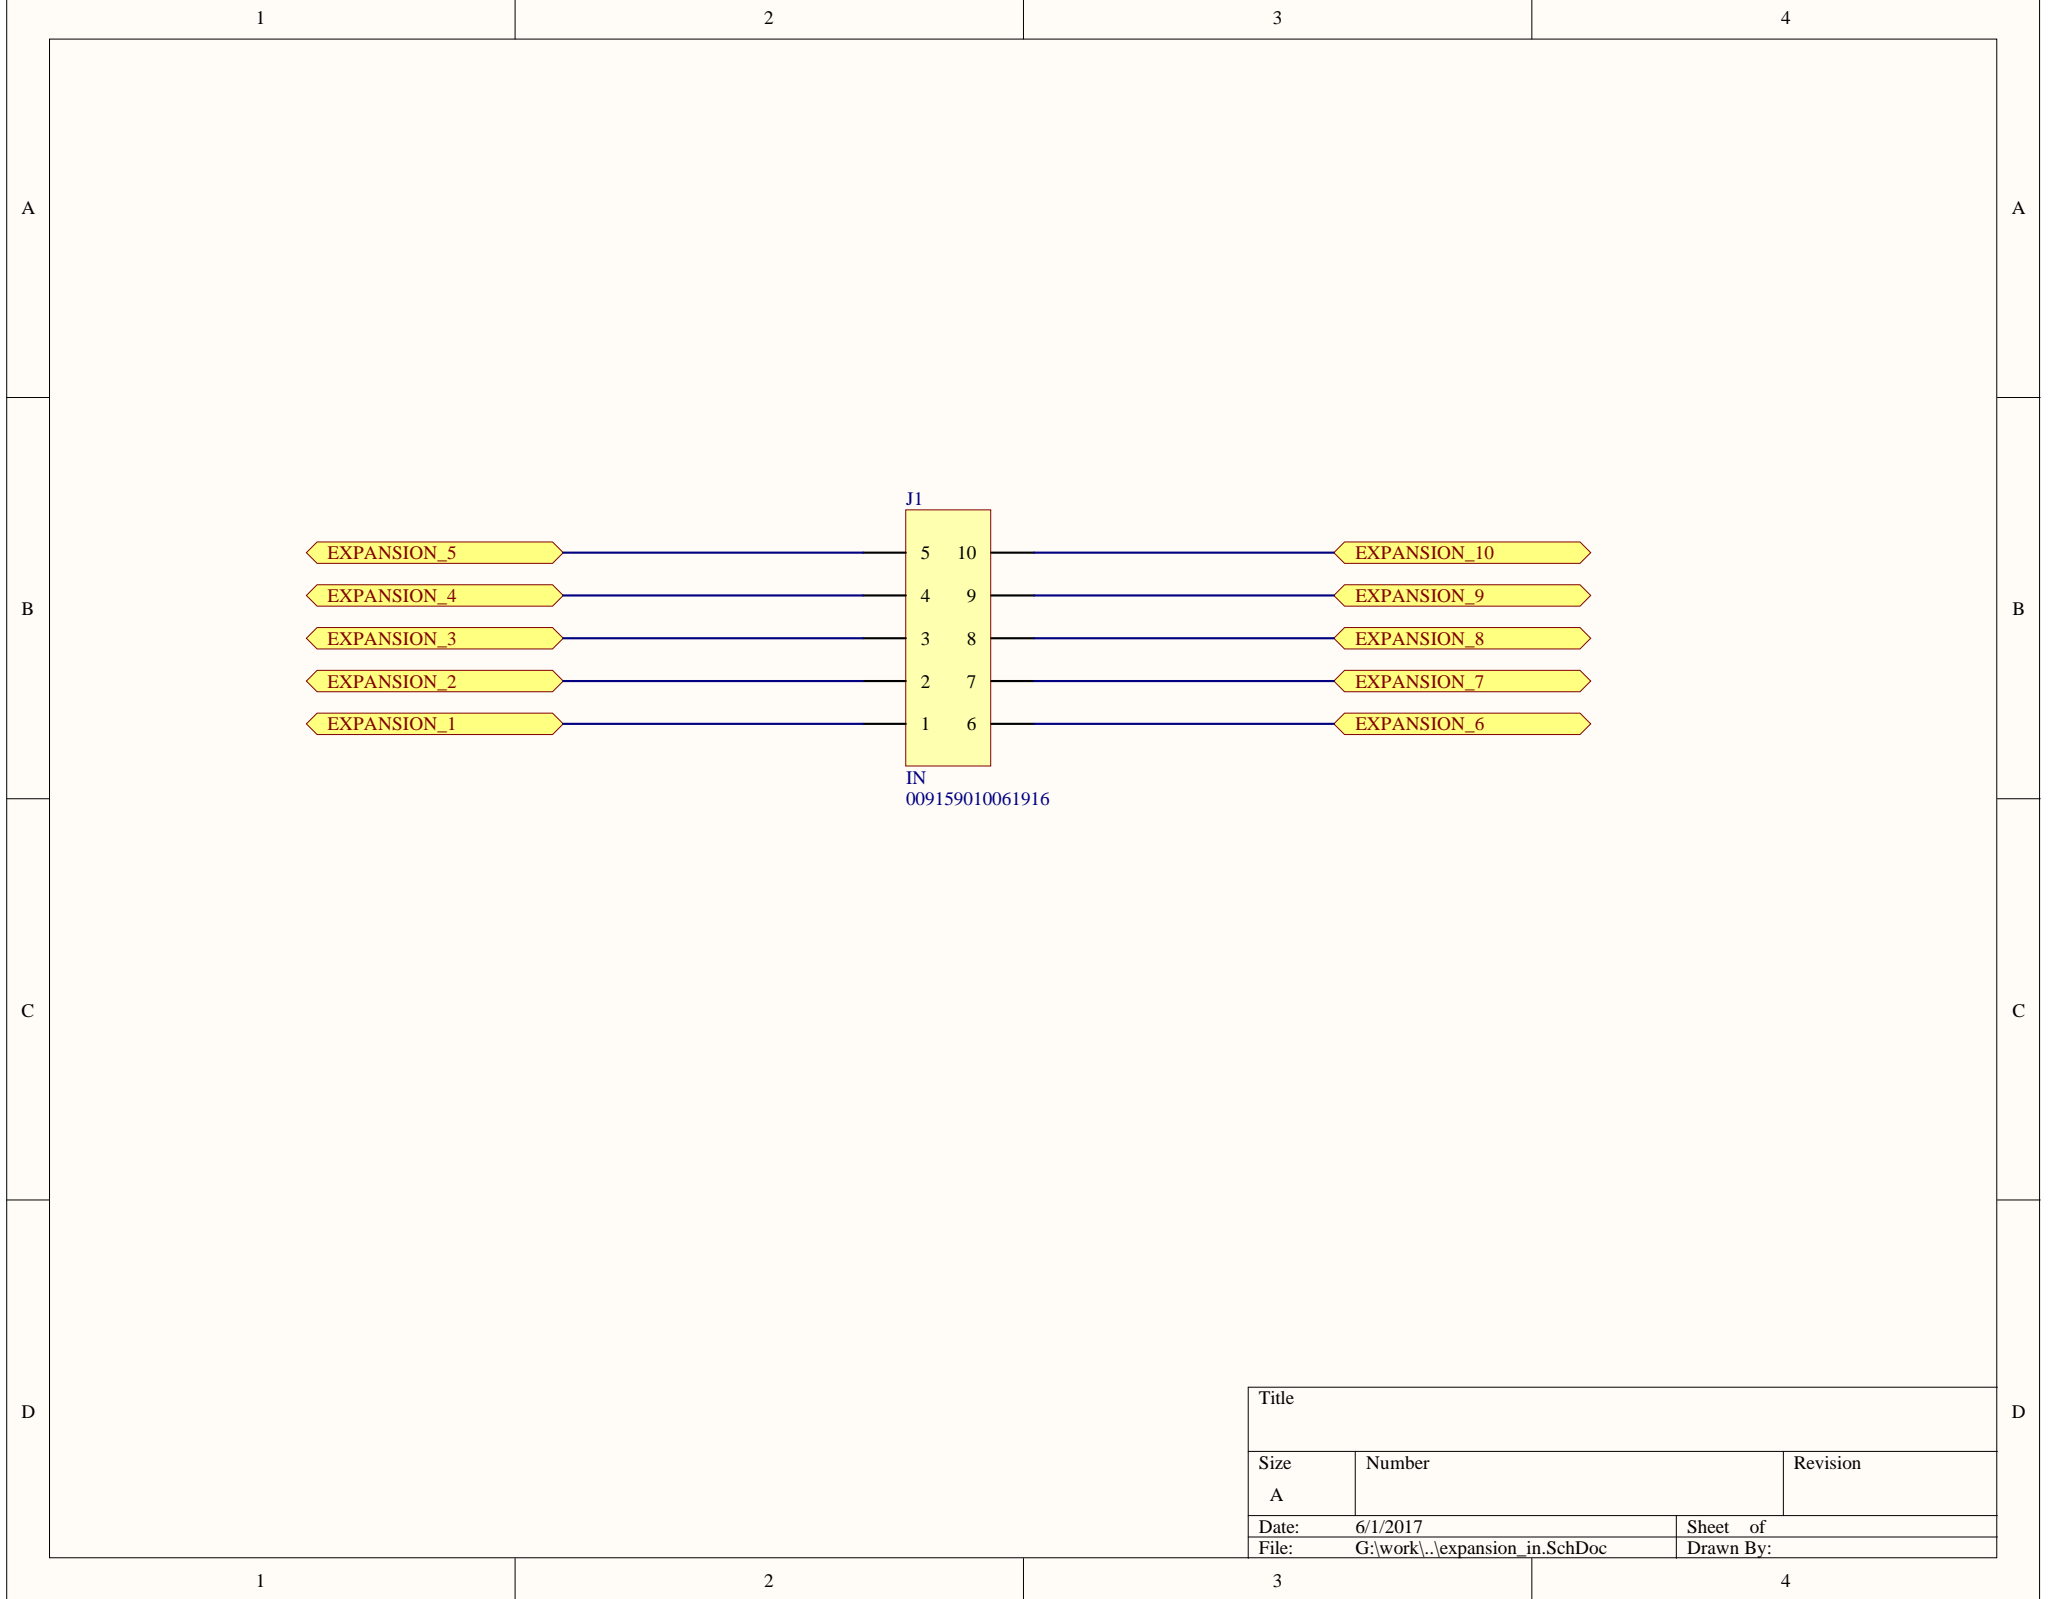 1 2 3 4
A A
J1
EXPANSION_5 5 10 EXPANSION_10
EXPANSION_4 4 9 EXPANSION_9
B B
EXPANSION_3 3 8 EXPANSION_8
EXPANSION_2 2 7 EXPANSION_7
EXPANSION_1 1 6 EXPANSION_6
IN
009159010061916
C C
Title
D D
Size Number Revision
A
Date: 6/1/2017 Sheet of
File: G:\work\..\expansion_in.SchDoc Drawn By:
1 2 3 4